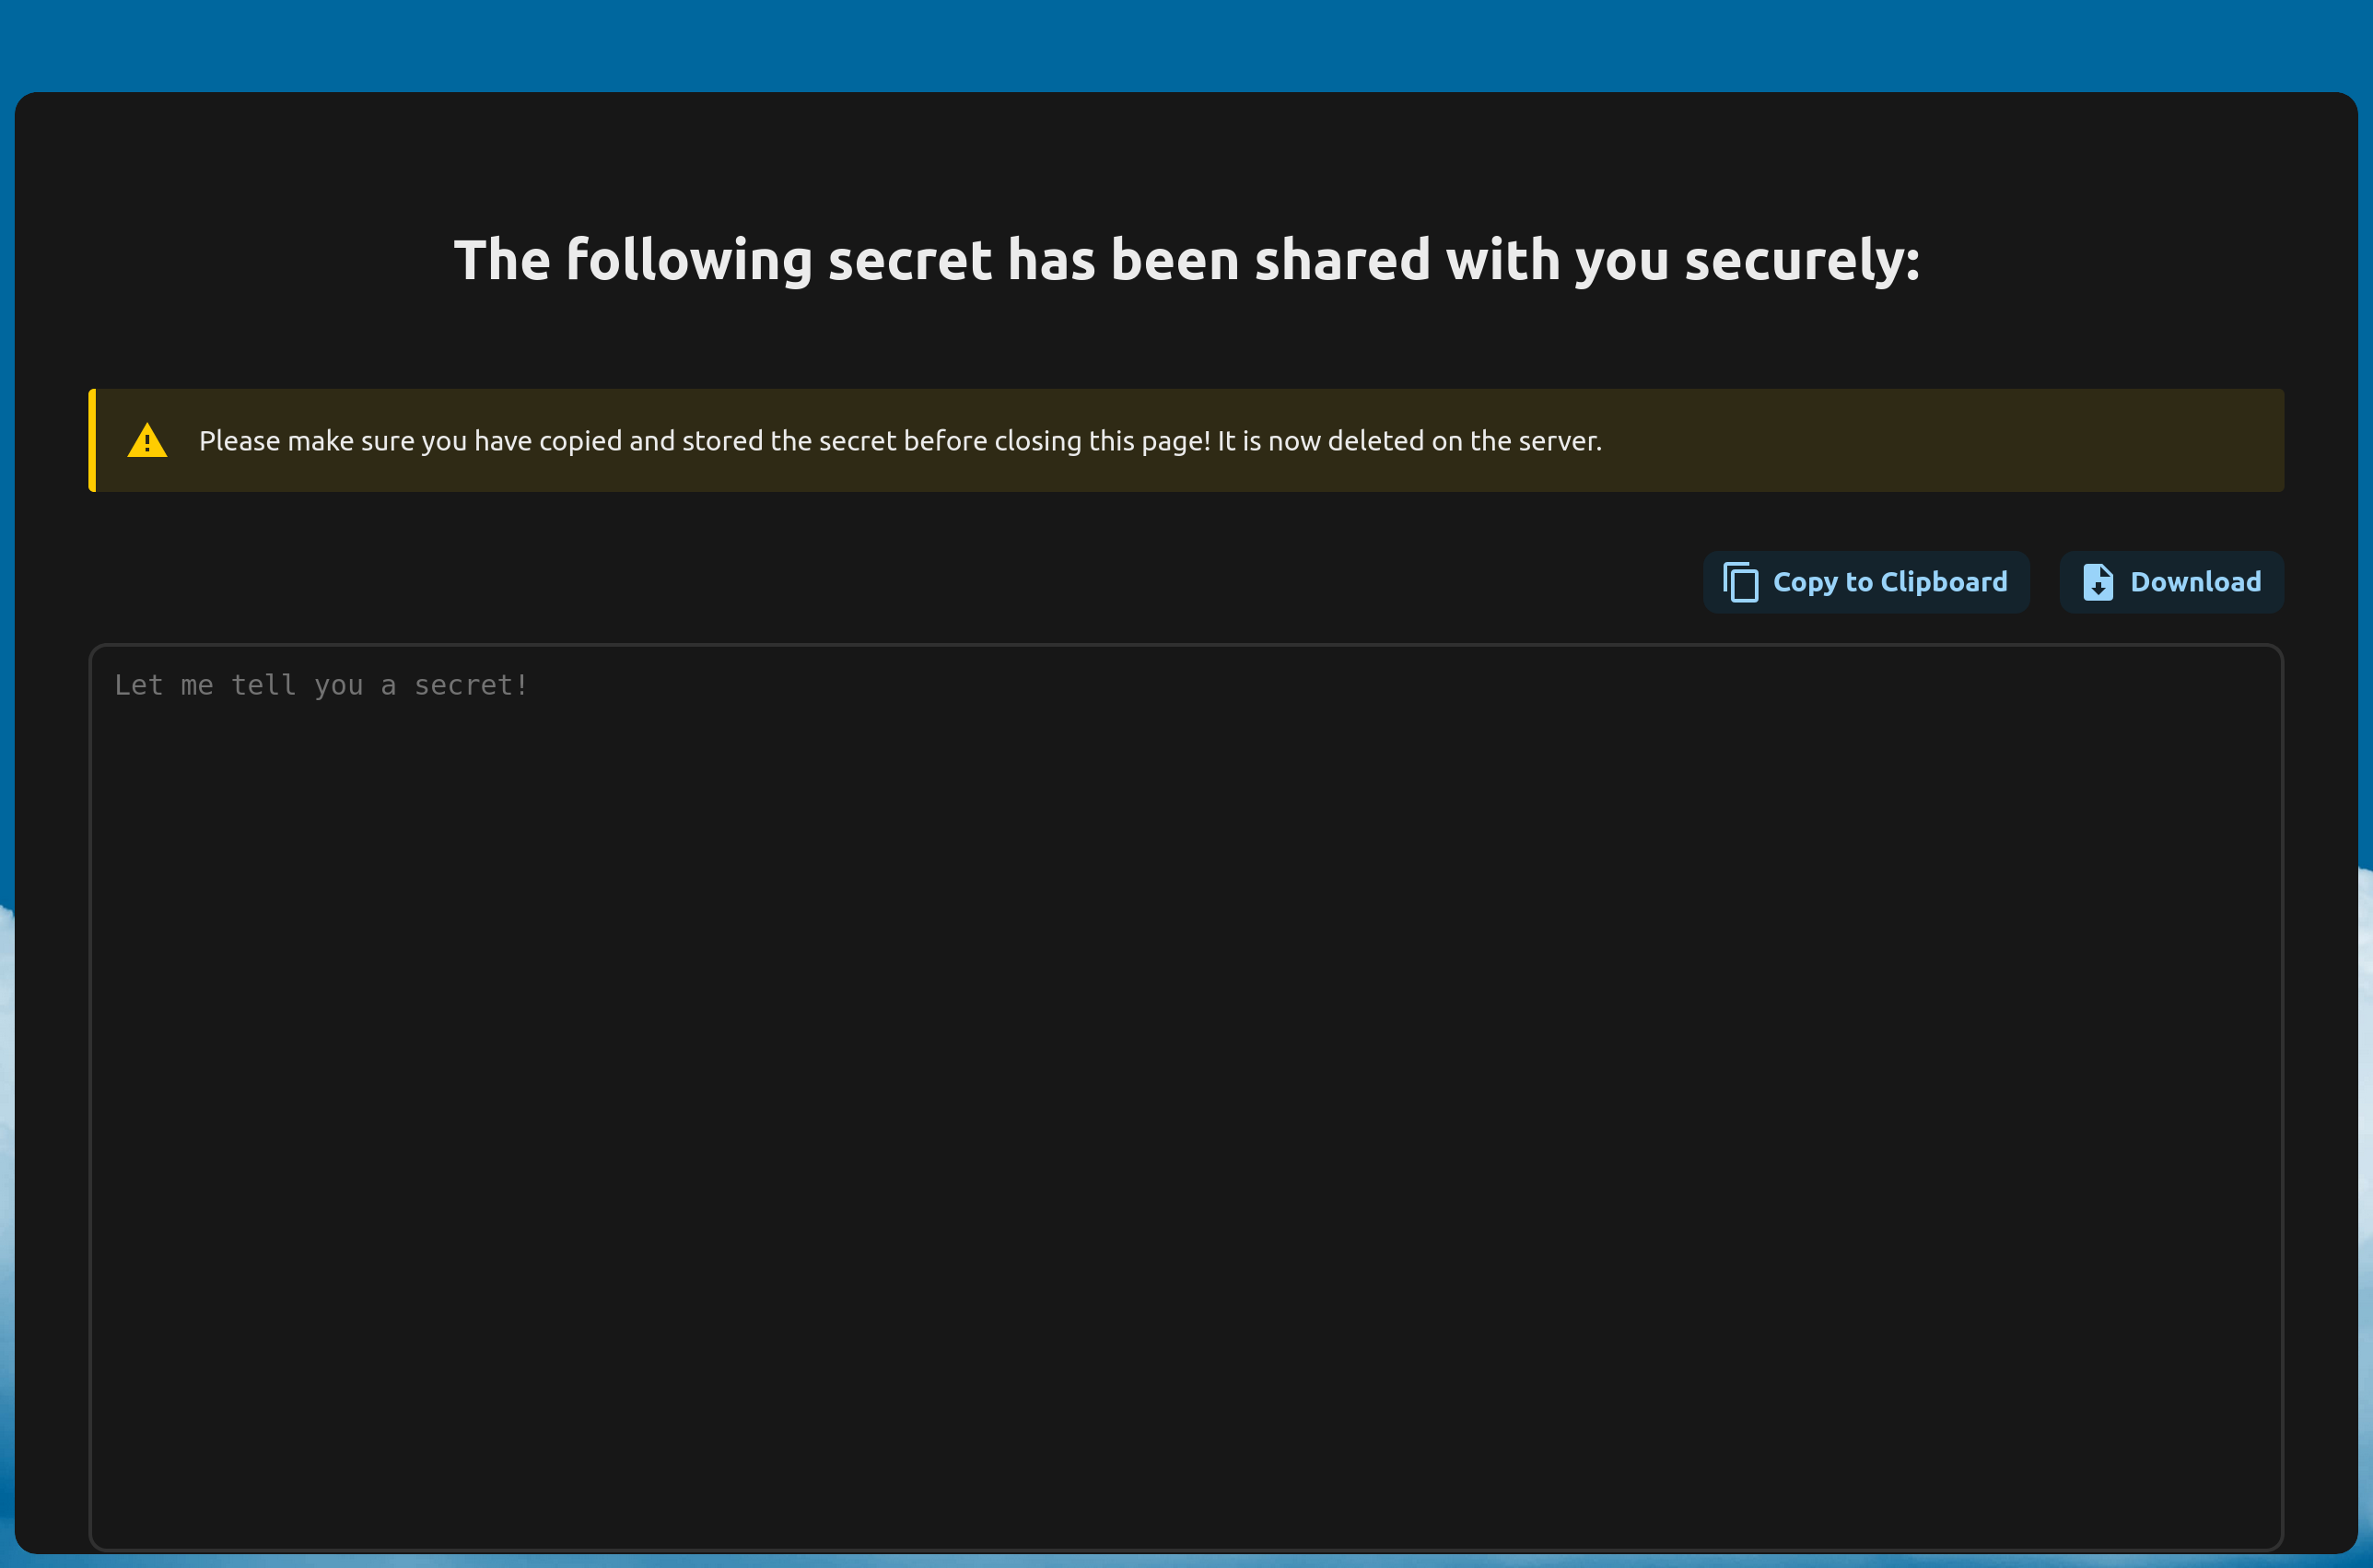 The following secret has been shared with you securely:
Please make sure you have copied and stored the secret before closing this page! It is now deleted on the server.
Copy to Clipboard
Download
Let me tell you a secret!